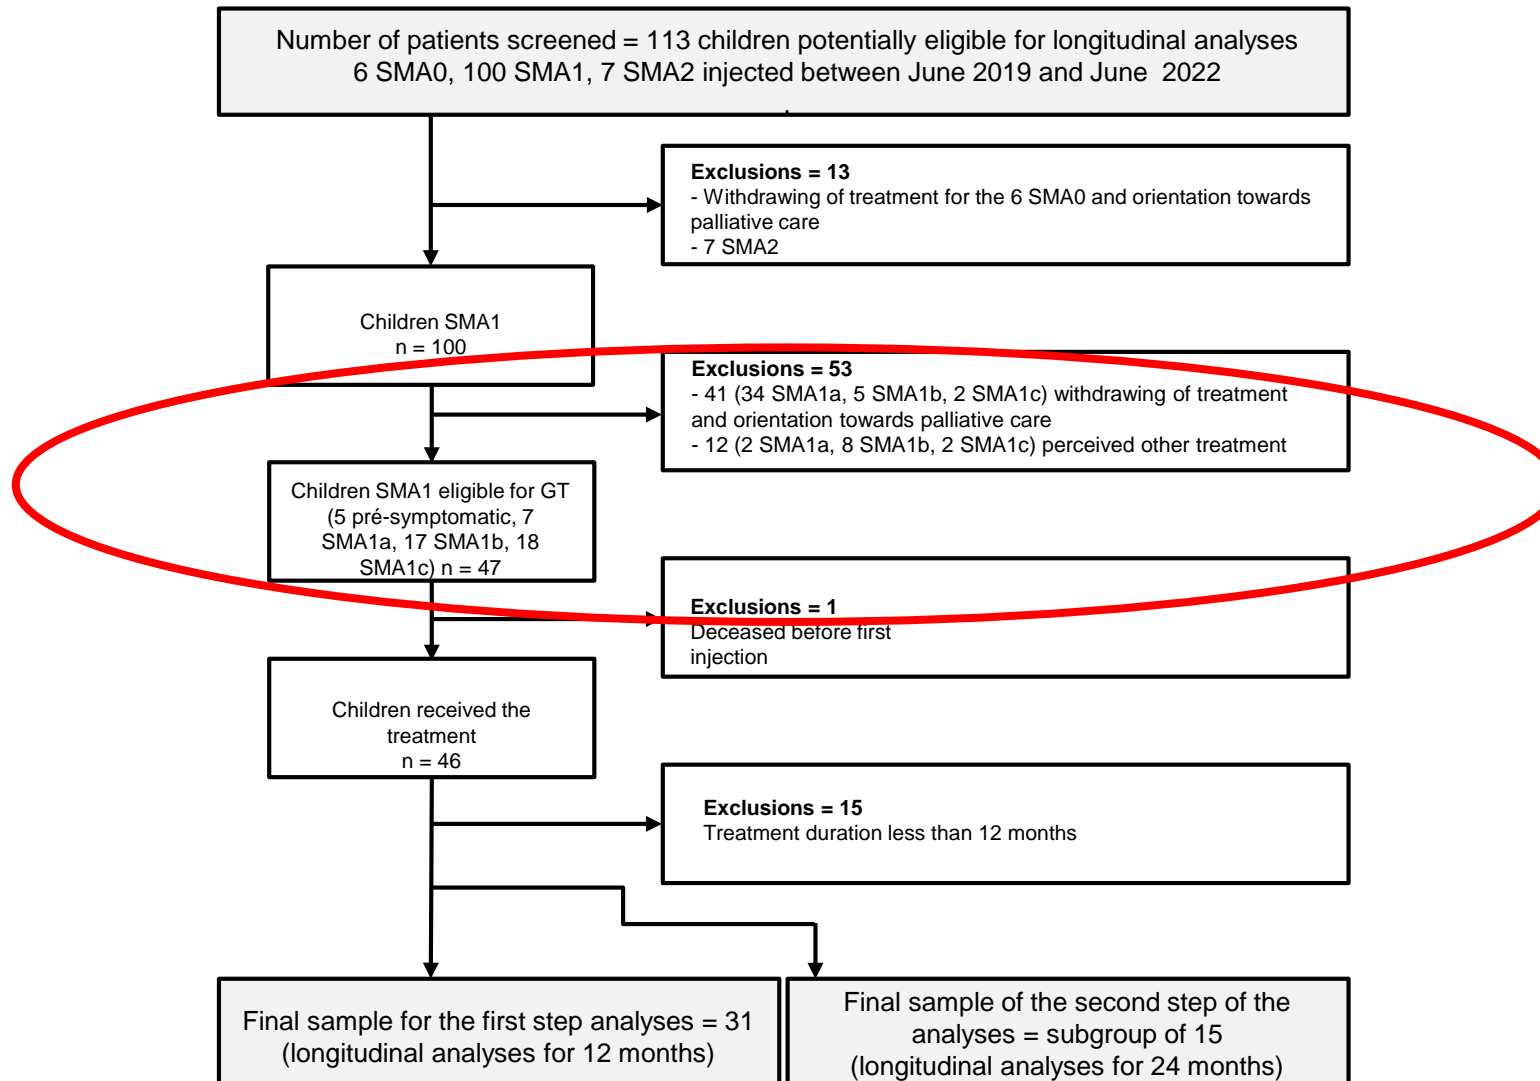 Number of patients screened = 113 children potentially eligible for longitudinal analyses
6 SMA0, 100 SMA1, 7 SMA2 injected between June 2019 and June 2022
.
Exclusions = 13
- Withdrawing of treatment for the 6 SMA0 and orientation towards
palliative care
- 7 SMA2
Children SMA1
n = 100
Exclusions = 53
- 41 (34 SMA1a, 5 SMA1b, 2 SMA1c) withdrawing of treatment
and orientation towards palliative care
- 12 (2 SMA1a, 8 SMA1b, 2 SMA1c) perceived other treatment
Children SMA1 eligible for GT
(5 pré-symptomatic, 7
SMA1a, 17 SMA1b, 18
SMA1c) n = 47
Exclusions = 1
Deceased before first
injection
Children received the
treatment
n = 46
Exclusions = 15
Treatment duration less than 12 months
Final sample for the first step analyses = 31
(longitudinal analyses for 12 months)
Final sample of the second step of the
analyses = subgroup of 15
(longitudinal analyses for 24 months)